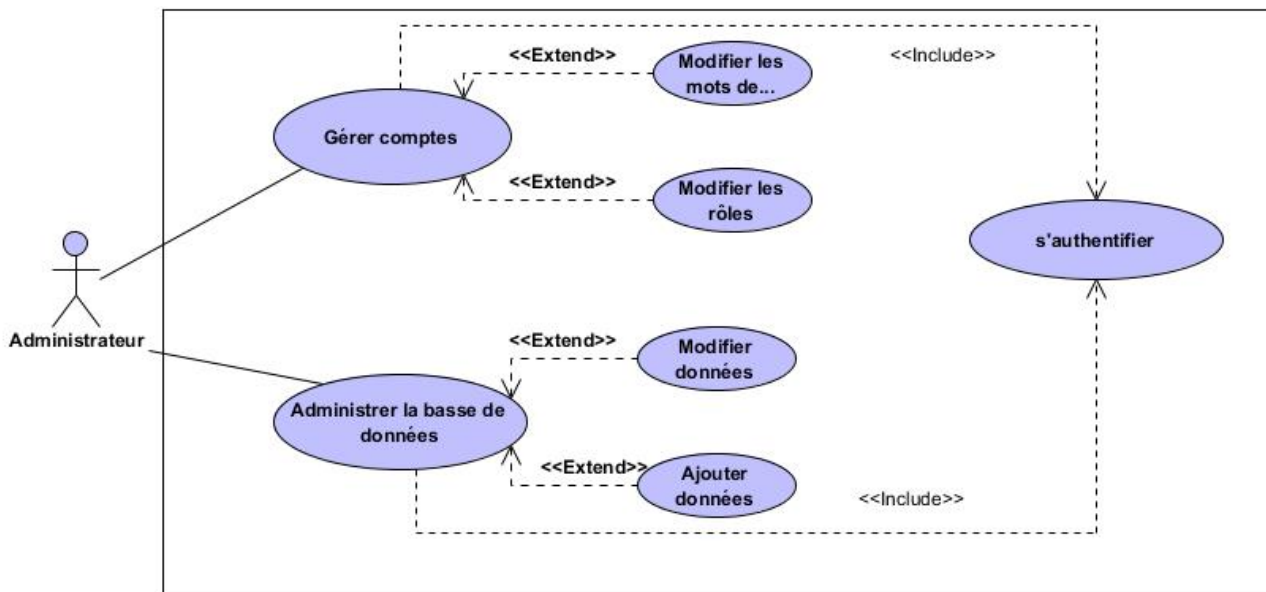 <<Extend>>
Modifier les
mots de...
<<Include>>
Gérer comptes
<<Extend>>
Modifier les
rôles
s'authentifier
Administrateur
<<Extend>>
Modifier
données
Administrer la basse de
données
<<Extend>>
Ajouter
données
<<Include>>